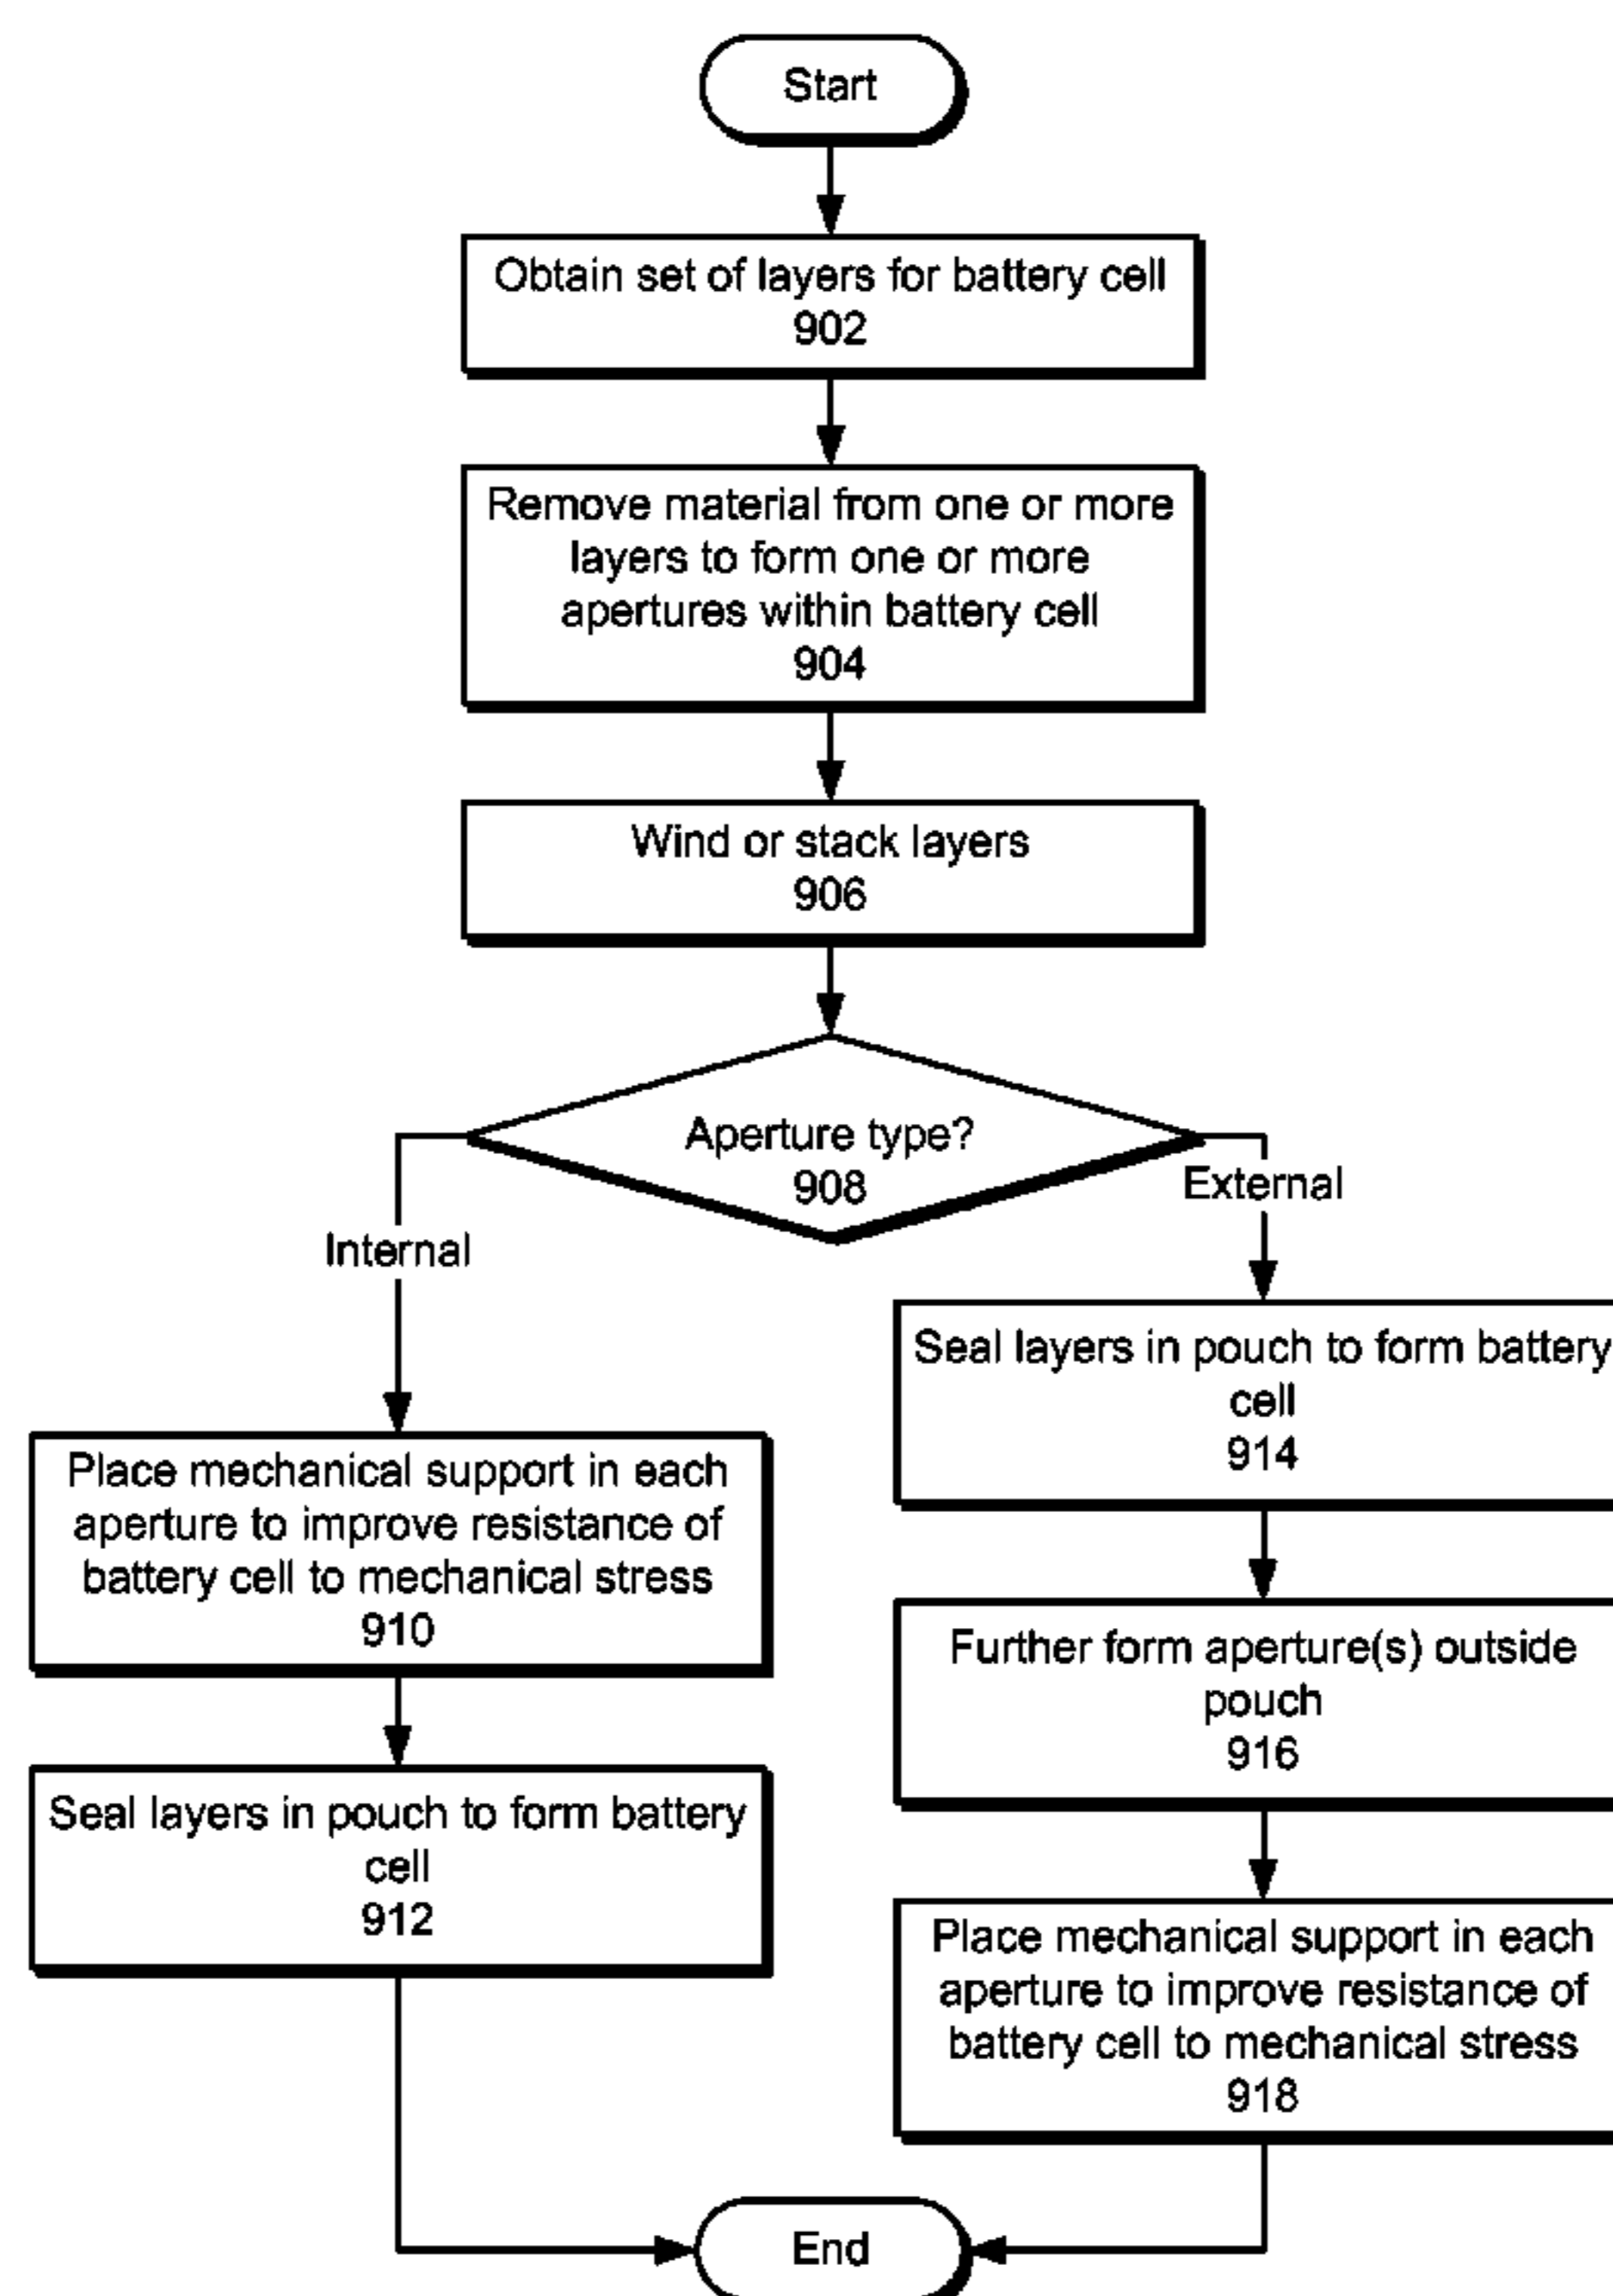 Start
Obtain set of layers for battery cell
902
Remove material from one or more
layers to form one or more
apertures within battery cell
904
Wind or stack layers
906
Aperture type?
908
Internal
External
Place mechanical support in each
aperture to improve resistance of
battery cell to mechanical stress
910
Seal layers in pouch to form battery
cell
912
Seal layers in pouch to form battery
cell
914
Further form aperture(s) outside
pouch
916
Place mechanical support in each
aperture to improve resistance of
battery cell to mechanical stress
918
End